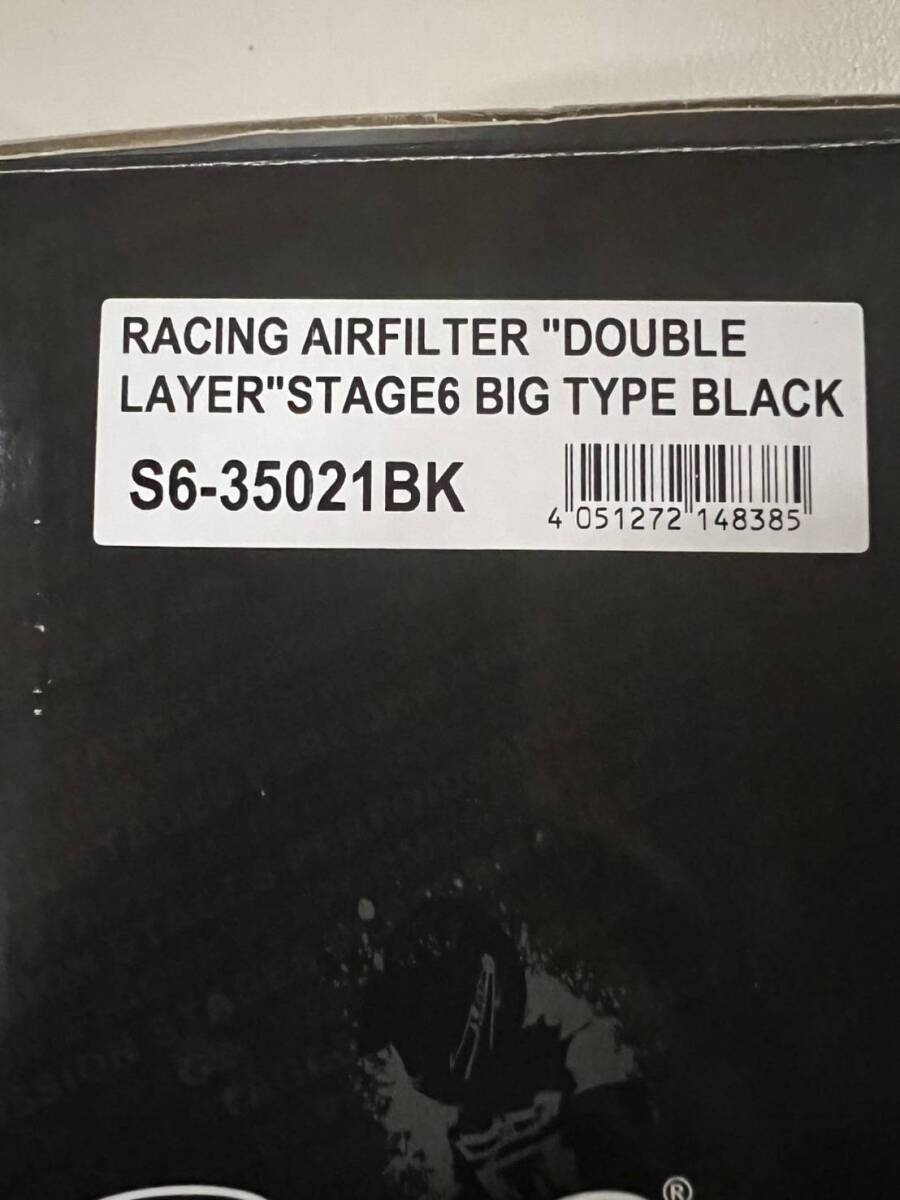 RACING AIRFILTER "DOUBLE
LAYER"STAGE6 BIG TYPE BLACK
S6-35021BK
4 051272 148385
®